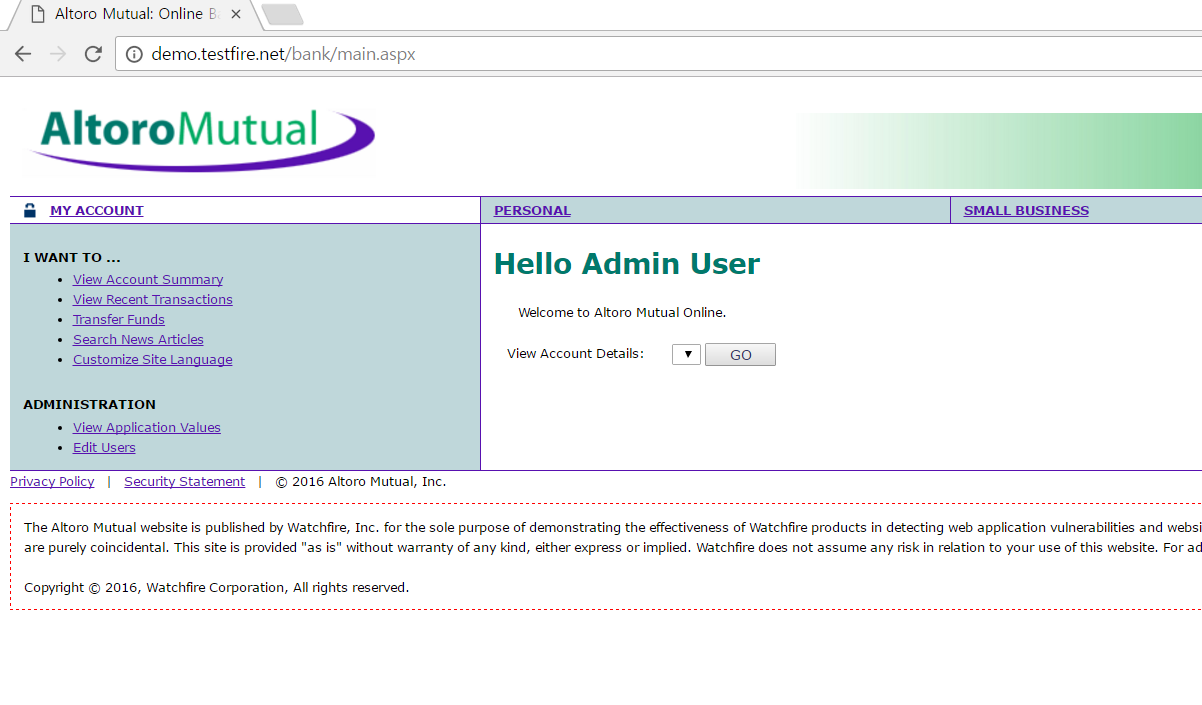 Altoro Mutual: Online B
demo.testfire.net/bank/main.aspx
AltoroMutual
MY ACCOUNT
PERSONAL
SMALL BUSINESS
I WANT TO ...
• View Account Summary
• View Recent Transactions
• Transfer Funds
• Search News Articles
• Customize Site Language
ADMINISTRATION
• View Application Values
• Edit Users
Hello Admin User
Welcome to Altoro Mutual Online.
View Account Details:
GO
Privacy Policy | Security Statement | © 2016 Altoro Mutual, Inc.
The Altoro Mutual website is published by Watchfire, Inc. for the sole purpose of demonstrating the effectiveness of Watchfire products in detecting web application vulnerabilities and websi
are purely coincidental. This site is provided "as is" without warranty of any kind, either express or implied. Watchfire does not assume any risk in relation to your use of this website. For ad
Copyright © 2016, Watchfire Corporation, All rights reserved.